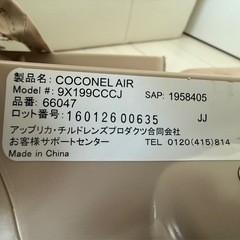 製品名: COCONEL AIR
Model #: 9X199CCCJ SAP: 1958405
品番: 66047
ロット番号: 16012600635 JJ
アップリカ・チルドレンズプロダクツ合同会社
お客様サポートセンター TEL 0120(415)814
Made in China